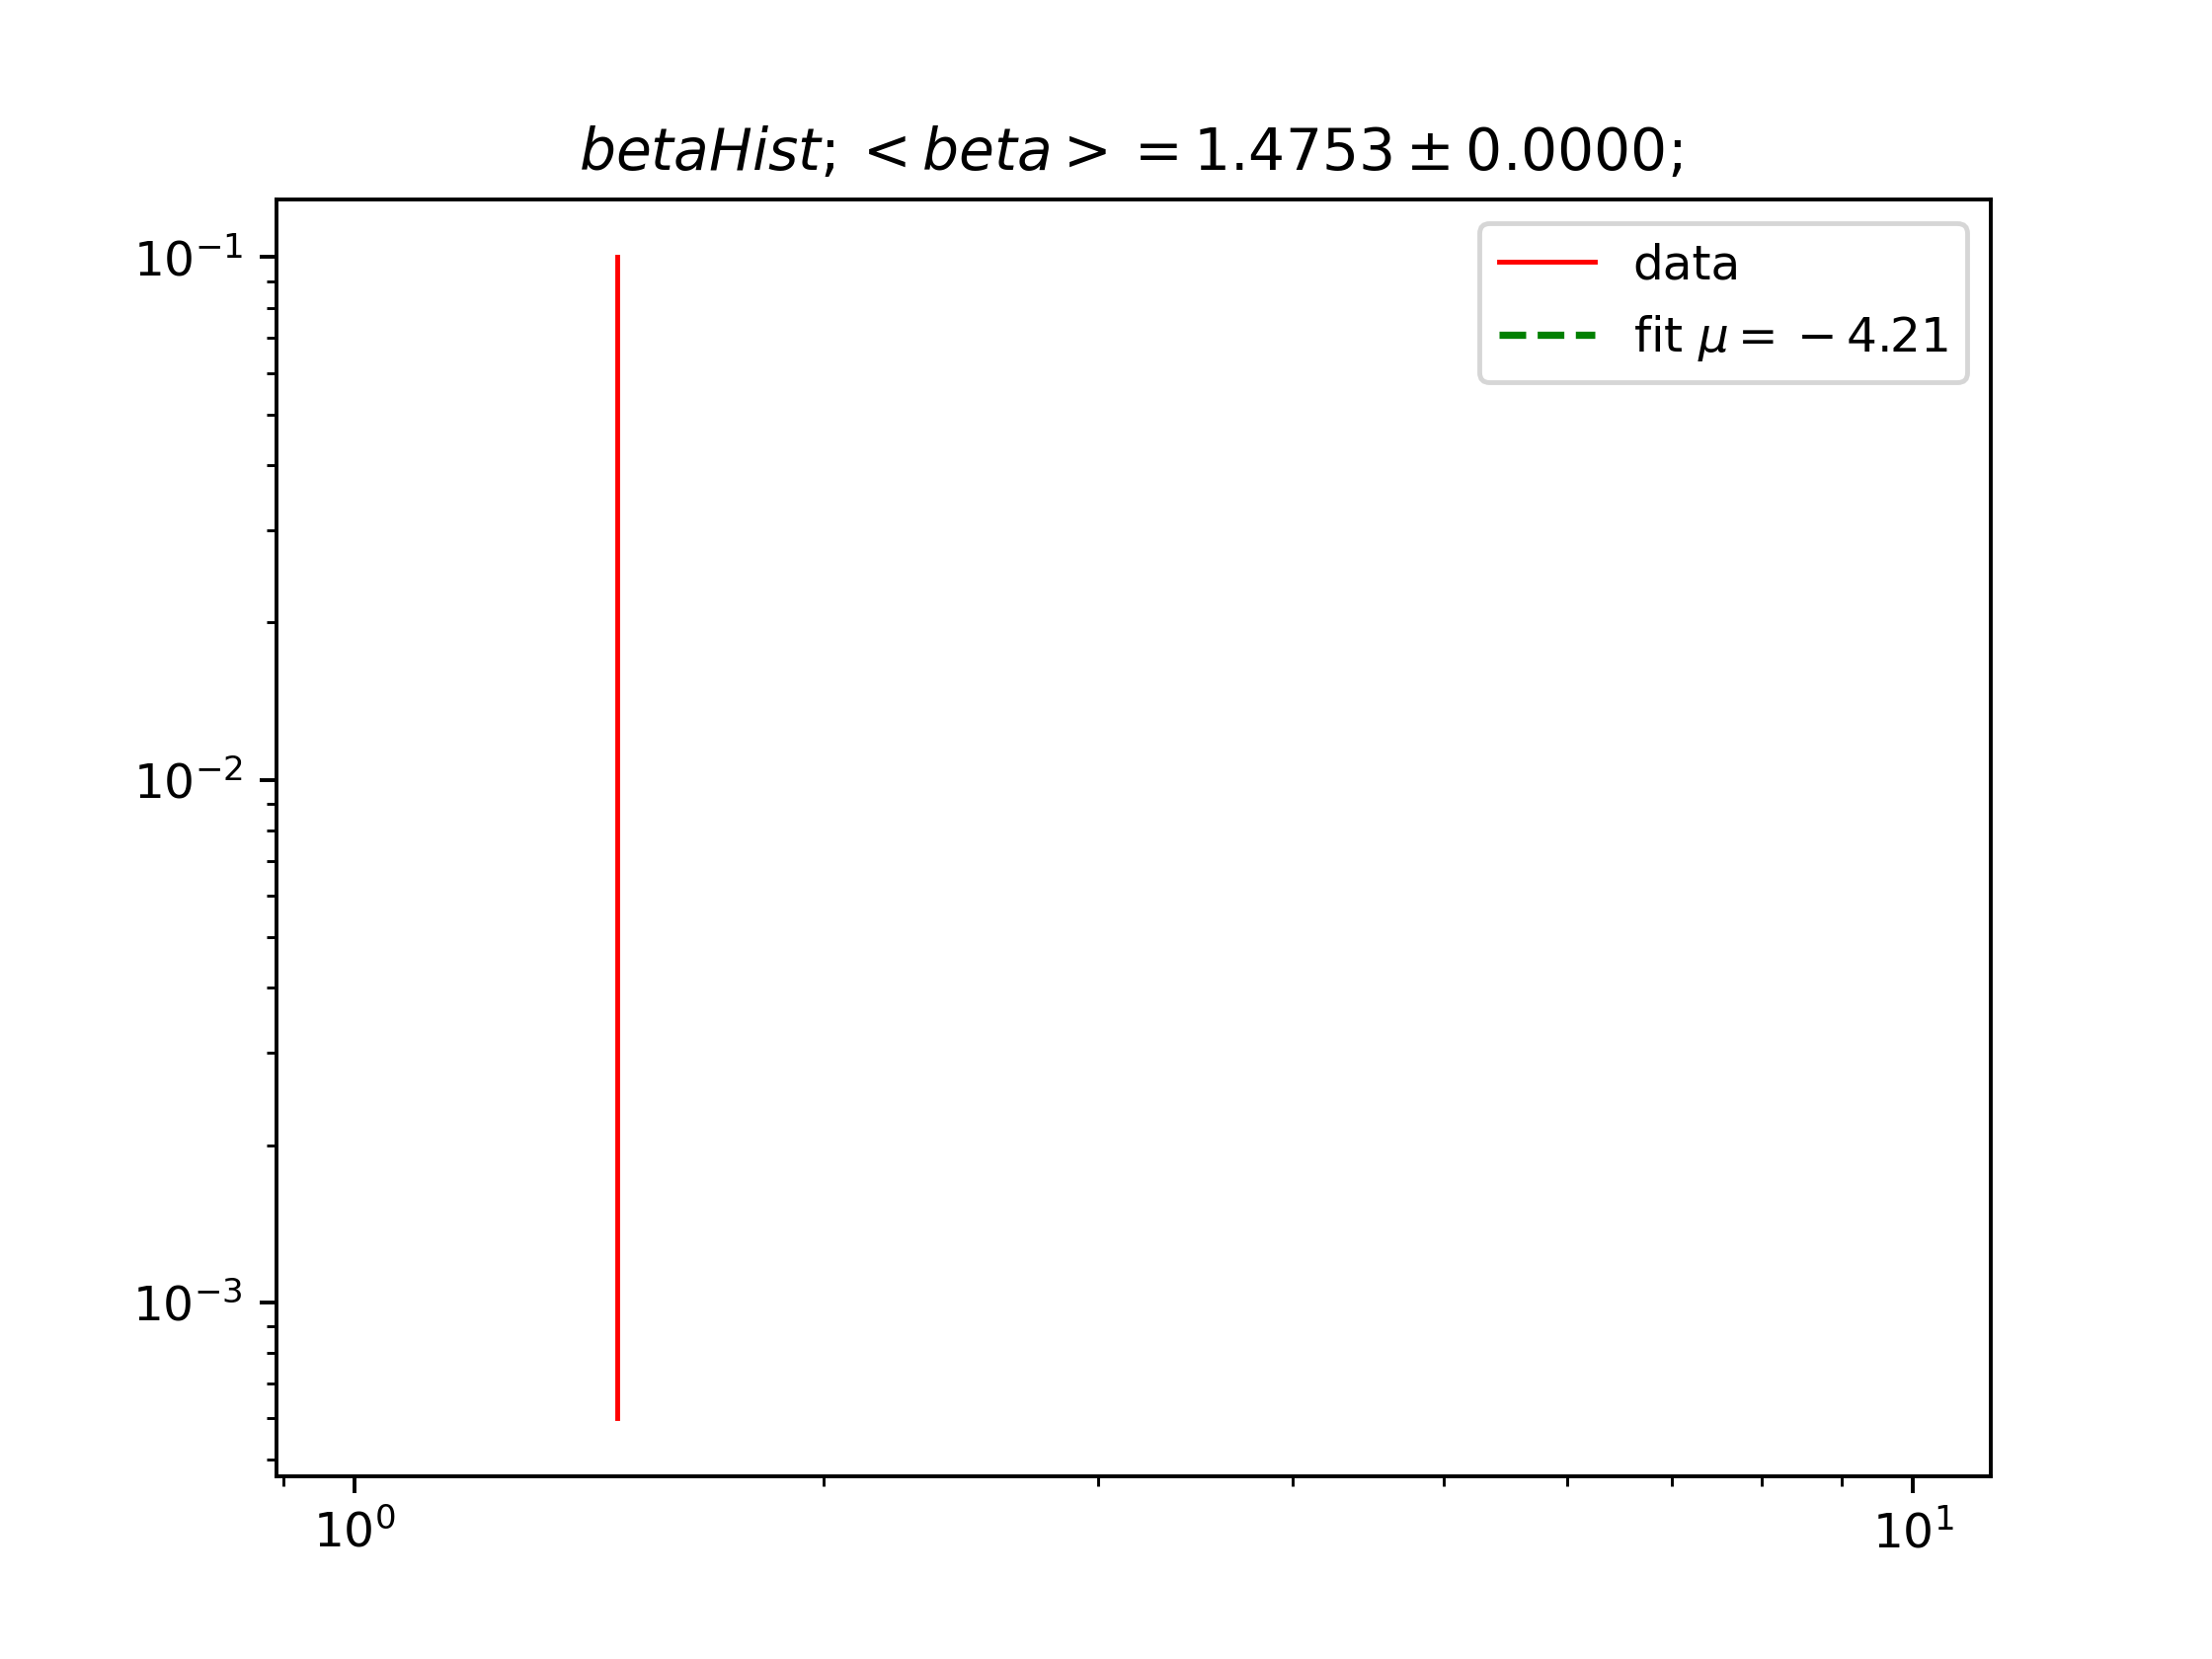 betaHist; <beta> = 1.4753 ± 0.0000;
data
fit μ = −4.21
10⁻¹
10⁻²
10⁻³
10⁰ 10¹